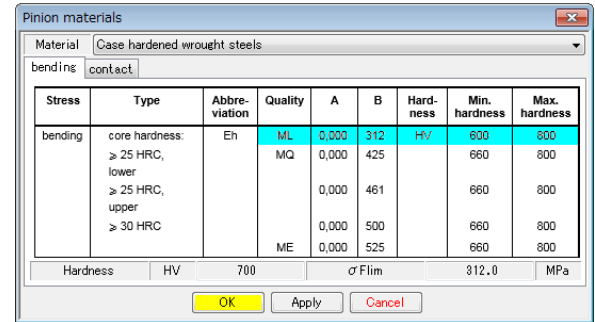 Pinion materials
Material Case hardened wrought steels
bending contact
Stress Type Abbre- Quality A B Hard- Min. Max.
viation ness hardness hardness
bending core hardness: Eh ML 0,000 312 HV 600 800
⩾ 25 HRC, MQ 0,000 425 660 800
lower
⩾ 25 HRC, 0,000 461 660 800
upper
⩾ 30 HRC 0,000 500 660 800
ME 0,000 525 660 800
Hardness HV 700 σFlim 312.0 MPa
OK Apply Cancel